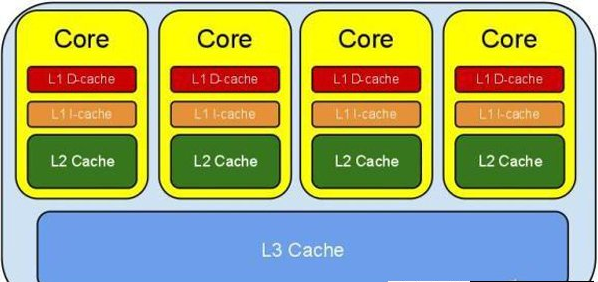 Core Core Core Core
L1 D-cache L1 D-cache L1 D-cache L1 D-cache
L1 I-cache L1 I-cache L1 I-cache L1 I-cache
L2 Cache L2 Cache L2 Cache L2 Cache
L3 Cache